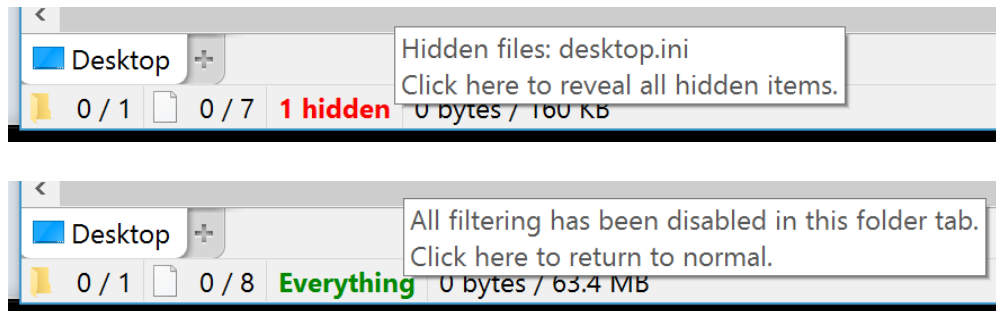 Hidden files: desktop.ini
Click here to reveal all hidden items.
Desktop
0 / 1 0 / 7 1 hidden 0 bytes / 160 KB
All filtering has been disabled in this folder tab.
Click here to return to normal.
Desktop
0 / 1 0 / 8 Everything 0 bytes / 63.4 MB